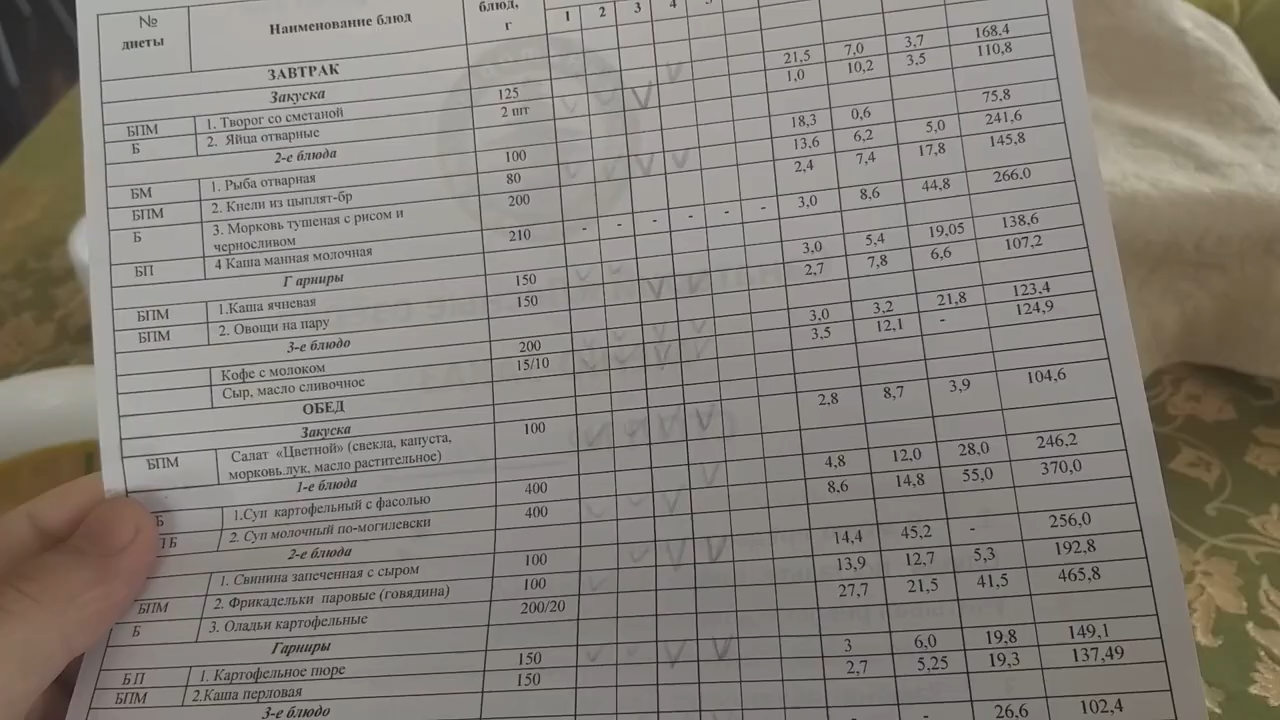 № диеты Наименование блюд блюд, г 1 2 3 4
ЗАВТРАК
Закуска
БПМ 1. Творог со сметаной 125 21,5 7,0 3,7 168.4
Б 2. Яйца отварные 2 шт 1,0 10,2 3,5 110,8
2-е блюда
БМ 1. Рыба отварная 100 18,3 0,6 75,8
БПМ 2. Кнели из цыплят-бр 80 13,6 6,2 5,0 241,6
Б 3. Морковь тушеная с рисом и 200 2,4 7,4 17,8 145,8
черносливом
БП 4 Каша манная молочная 210 - - - - - - 3,0 8,6 44,8 266.0
Гарниры
БПМ 1.Каша ячневая 150 3,0 5,4 19,05 138,6
БПМ 2. Овощи на пару 150 2,7 7,8 6,6 107,2
3-е блюдо
Кофе с молоком 200 3,0 3,2 21,8 123,4
Сыр, масло сливочное 15/10 3,5 12,1 - 124,9
ОБЕД
Закуска
БПМ Салат «Цветной» (свекла, капуста, 100 2,8 8,7 3,9 104,6
морковь.лук, масло растительное)
1-е блюда
Б 1.Суп картофельный с фасолью 400 4,8 12,0 28,0 246,2
Б 2. Суп молочный по-могилевски 400 8,6 14,8 55,0 370,0
2-е блюда
1. Свинина запеченная с сыром 100 14,4 45,2 - 256,0
БПМ 2. Фрикадельки паровые (говядина) 100 13,9 12,7 5,3 192,8
Б 3. Оладьи картофельные 200/20 27,7 21,5 41,5 465,8
Гарниры
БП 1. Картофельное пюре 150 3 6,0 19,8 149,1
БПМ 2.Каша перловая 150 2,7 5,25 19,3 137,49
3-е блюдо
- - 26,6 102,4